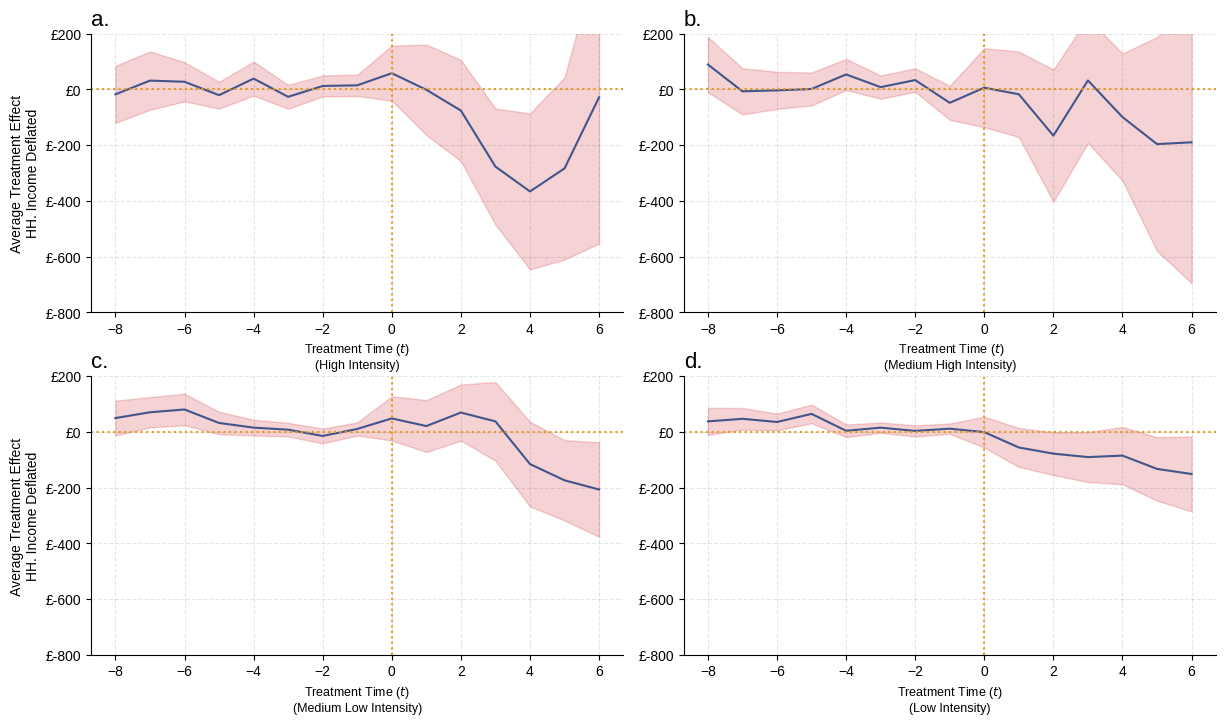 a.
£200
£0
£-200
£-400
£-600
£-800
Average Treatment Effect
HH. Income Deflated
−8 −6 −4 −2 0 2 4 6
Treatment Time (t)
(High Intensity)
b.
£200
£0
£-200
£-400
£-600
£-800
−8 −6 −4 −2 0 2 4 6
Treatment Time (t)
(Medium High Intensity)
c.
£200
£0
£-200
£-400
£-600
£-800
Average Treatment Effect
HH. Income Deflated
−8 −6 −4 −2 0 2 4 6
Treatment Time (t)
(Medium Low Intensity)
d.
£200
£0
£-200
£-400
£-600
£-800
−8 −6 −4 −2 0 2 4 6
Treatment Time (t)
(Low Intensity)